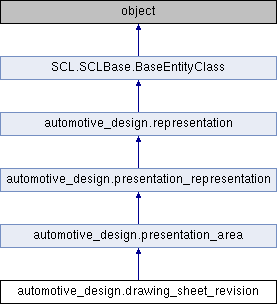 object
SCL.SCLBase.BaseEntityClass
automotive_design.representation
automotive_design.presentation_representation
automotive_design.presentation_area
automotive_design.drawing_sheet_revision